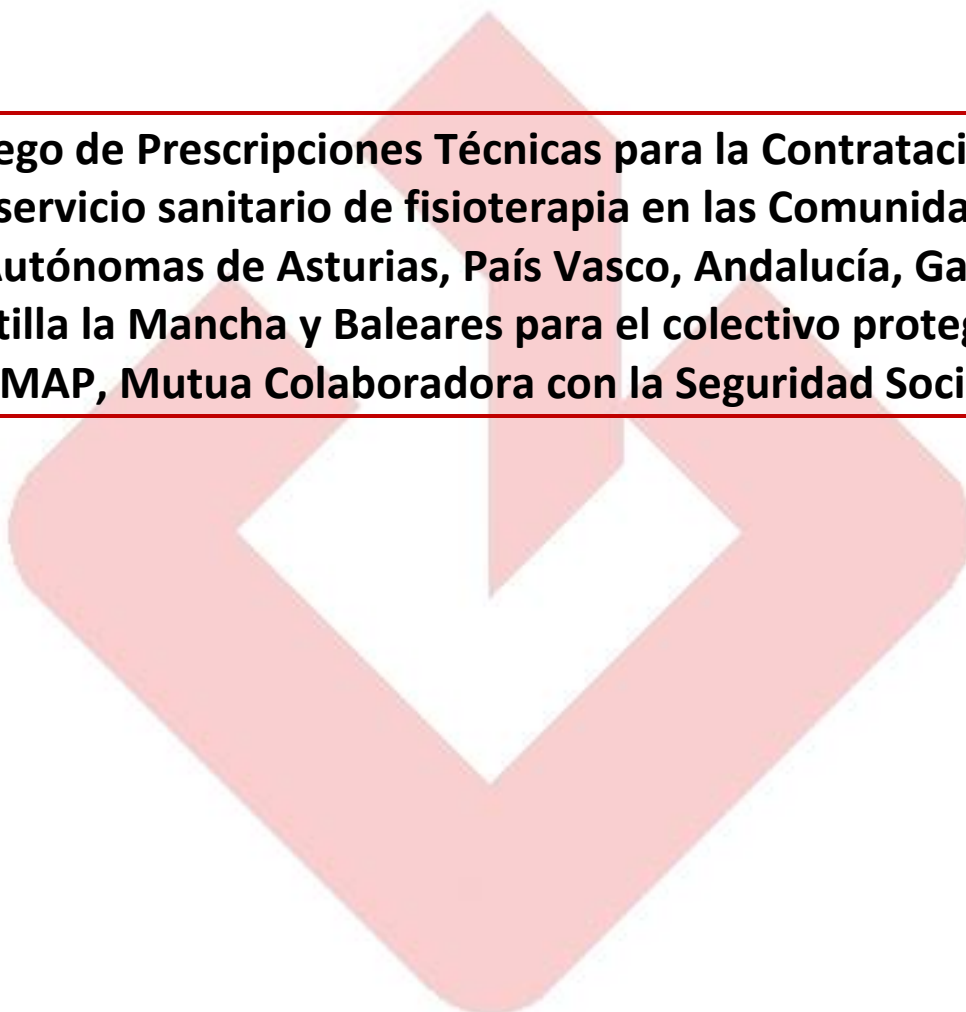 ego de Prescripciones Técnicas para la Contrataci
servicio sanitario de fisioterapia en las Comunida
utónomas de Asturias, País Vasco, Andalucía, Ga
tilla la Mancha y Baleares para el colectivo proteg
MAP, Mutua Colaboradora con la Seguridad Soci